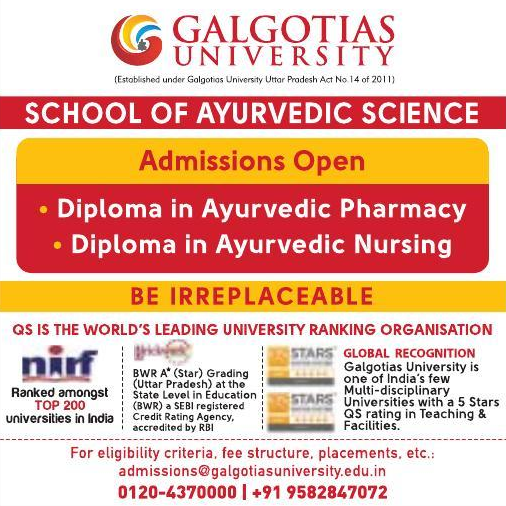 GALGOTIAS
UNIVERSITY
(Established under Galgotias University Uttar Pradesh Act No. 14 of 2011)
SCHOOL OF AYURVEDIC SCIENCE
Admissions Open
• Diploma in Ayurvedic Pharmacy
• Diploma in Ayurvedic Nursing
BE IRREPLACEABLE
QS IS THE WORLD'S LEADING UNIVERSITY RANKING ORGANISATION
nirf
Ranked amongst
TOP 200
universities in India
Brickwork
BWR A* (Star) Grading
(Uttar Pradesh) at the
State Level in Education
(BWR) a SEBI registered
Credit Rating Agency,
accredited by RBI
STARS
STARS
GLOBAL RECOGNITION
Galgotias University is
one of India's few
Multi-disciplinary
Universities with a 5 Stars
QS rating in Teaching &
Facilities.
For eligibility criteria, fee structure, placements, etc.:
admissions@galgotiasuniversity.edu.in
0120-4370000 | +91 9582847072